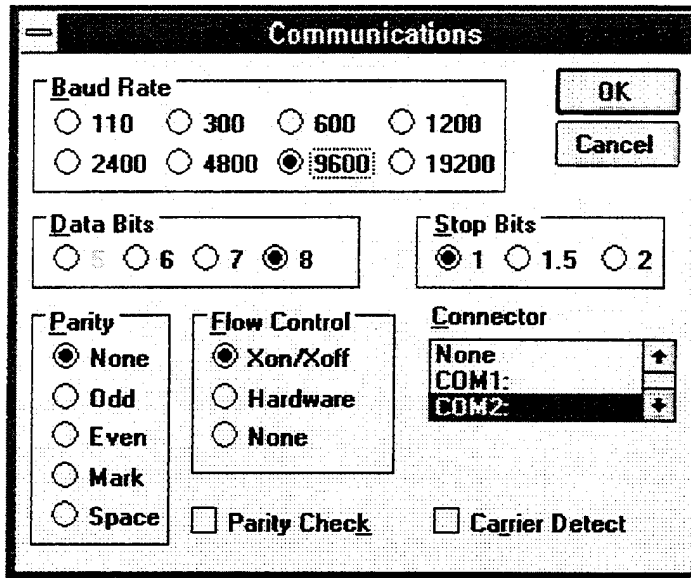 Communications
Baud Rate
110 300 600 1200
2400 4800 9600 19200
OK
Cancel
Data Bits
5 6 7 8
Stop Bits
1 1.5 2
Parity
None
Odd
Even
Mark
Space
Flow Control
Xon/Xoff
Hardware
None
Connector
None
COM1:
COM2:
Parity Check
Carrier Detect